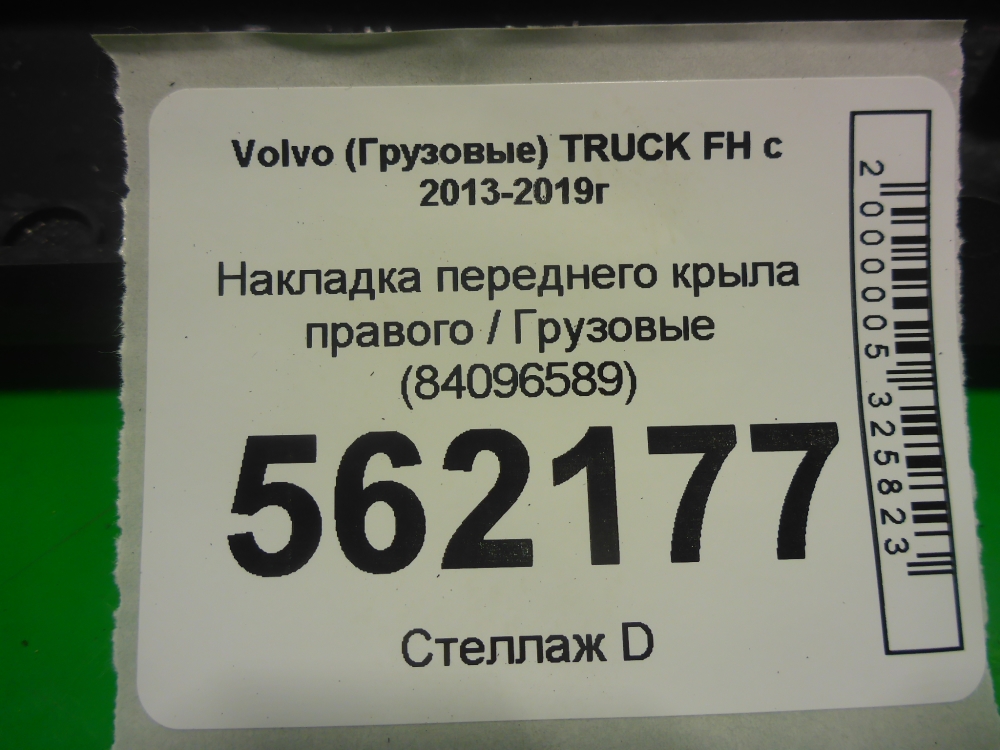 Volvo (Грузовые) TRUCK FH с
2013-2019г
Накладка переднего крыла
правого / Грузовые
(84096589)
562177
Стеллаж D
2000005325823